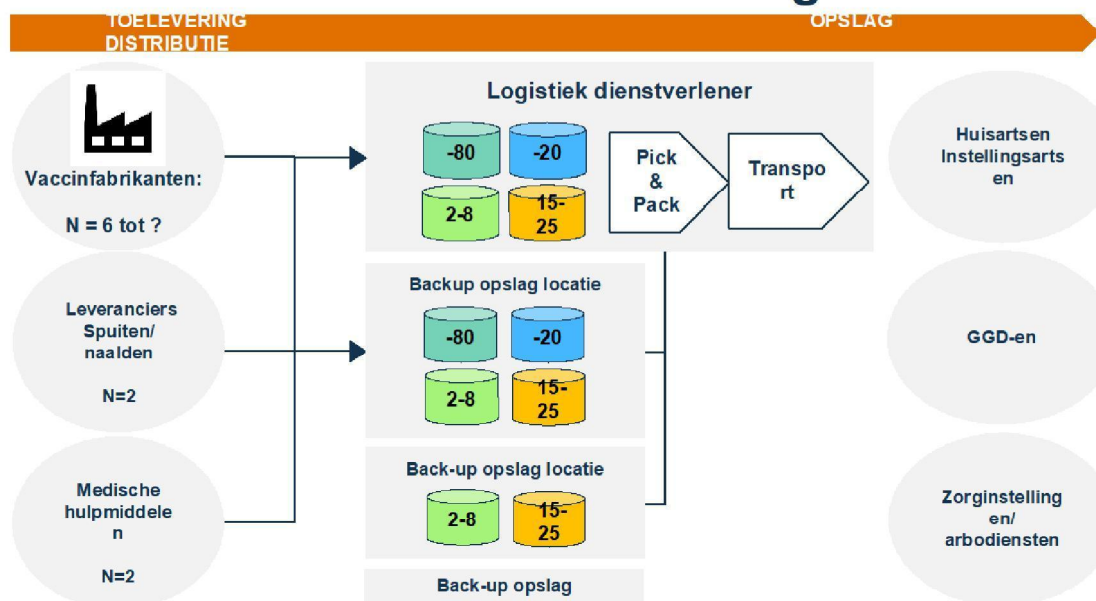 TOELEVERING
OPSLAG
DISTRIBUTIE
Vaccinfabrikanten:
N = 6 tot ?
Leveranciers
Spuiten/
naalden
N=2
Medische
hulpmiddele
n
N=2
Logistiek dienstverlener
-80
-20
2-8
15-
25
Pick
&
Pack
Transpo
rt
Backup opslag locatie
-80
-20
2-8
15-
25
Back-up opslag locatie
2-8
15-
25
Back-up opslag
Huisartsen
Instellingsarts
en
GGD-en
Zorginstelling
en/
arbodiensten